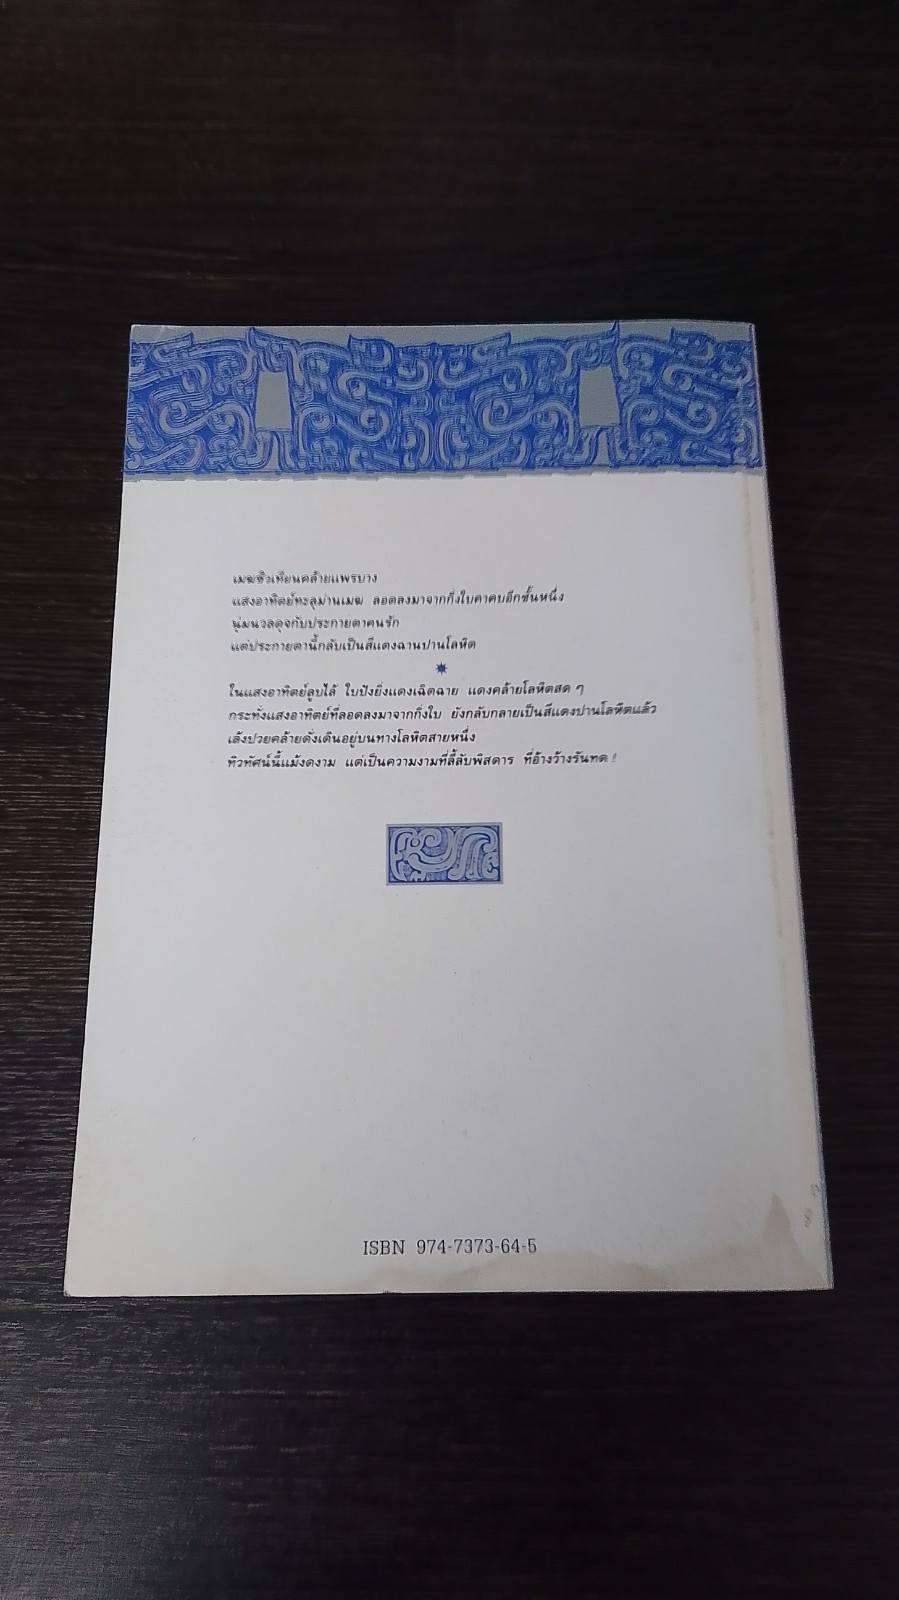 เมฆชิวเทียนคล้ายแพรบาง
แสงอาทิตย์ทะลุม่านเมฆ ลอดลงมาจากกิ่งใบคาคบอีกชั้นหนึ่ง
นุ่มนวลดุจกับประกายตาคนรัก
แต่ประกายตานี้กลับเป็นสีแดงฉานปานโลหิต
ในแสงอาทิตย์ลูบไล้ ใบปังยิ่งแดงเฉิดฉาย แดงคล้ายโลหิตสด ๆ
กระทั่งแสงอาทิตย์ที่ลอดลงมาจากกิ่งใบ ยังกลับกลายเป็นสีแดงปานโลหิตแล้ว
เล้งปวยคล้ายดั่งเดินอยู่บนทางโลหิตสายหนึ่ง
ทิวทัศน์นี้แม้งดงาม แต่เป็นความงามที่ลี้ลับพิสดาร ที่อ้างว้างรันทด !
ISBN 974-7373-64-5